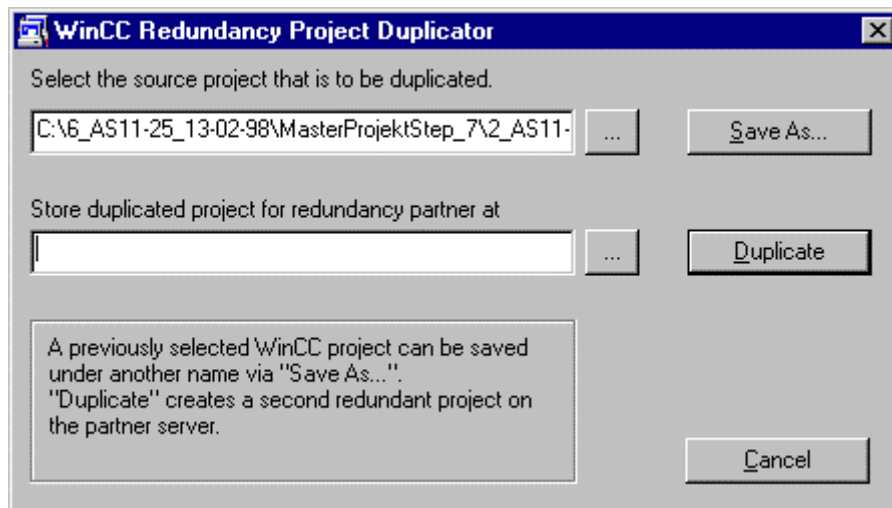 WinCC Redundancy Project Duplicator
Select the source project that is to be duplicated.
C:\6_AS11-25_13-02-98\MasterProjektStep_7\2_AS11-
...
Save As...
Store duplicated project for redundancy partner at
...
Duplicate
A previously selected WinCC project can be saved
under another name via "Save As...".
"Duplicate" creates a second redundant project on
the partner server.
Cancel